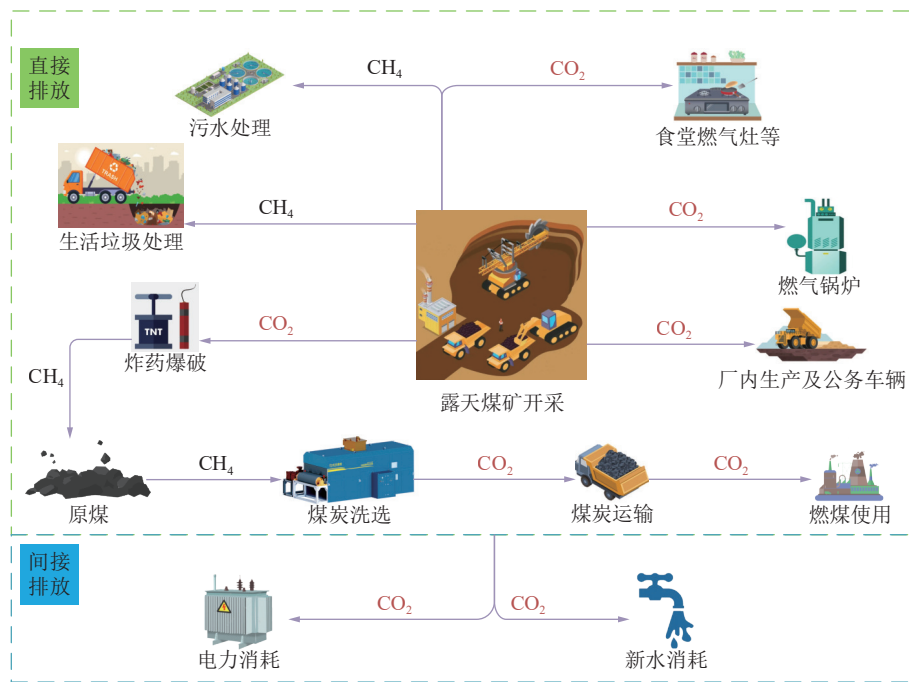 直接
排放
CH₄
CO₂
污水处理
食堂燃气灶等
TRASH
CH₄
CO₂
生活垃圾处理
燃气锅炉
TNT
CO₂
CO₂
炸药爆破
厂内生产及公务车辆
CH₄
露天煤矿开采
CH₄
CO₂
CO₂
原煤
煤炭洗选
煤炭运输
燃煤使用
间接
排放
CO₂
CO₂
电力消耗
新水消耗